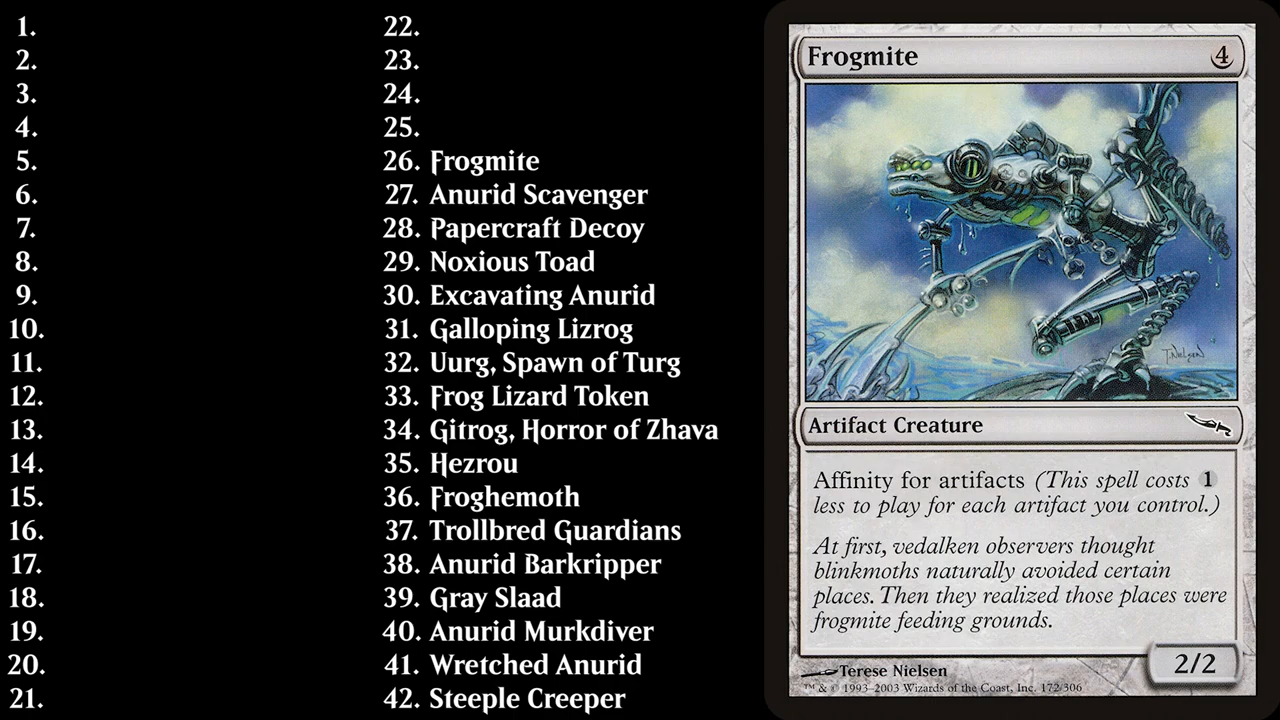 1.
2.
3.
4.
5.
6.
7.
8.
9.
10.
11.
12.
13.
14.
15.
16.
17.
18.
19.
20.
21.
22.
23.
24.
25.
26. Frogmite
27. Anurid Scavenger
28. Papercraft Decoy
29. Noxious Toad
30. Excavating Anurid
31. Galloping Lizrog
32. Uurg, Spawn of Turg
33. Frog Lizard Token
34. Gitrog, Horror of Zhava
35. Hezrou
36. Froghemoth
37. Trollbred Guardians
38. Anurid Barkripper
39. Gray Slaad
40. Anurid Murkdiver
41. Wretched Anurid
42. Steeple Creeper
Frogmite 4
T. Nielsen
Artifact Creature
Affinity for artifacts (This spell costs 1
less to play for each artifact you control.)
At first, vedalken observers thought
blinkmoths naturally avoided certain
places. Then they realized those places were
frogmite feeding grounds.
2/2
Terese Nielsen
™ & © 1993–2003 Wizards of the Coast, Inc. 172/306